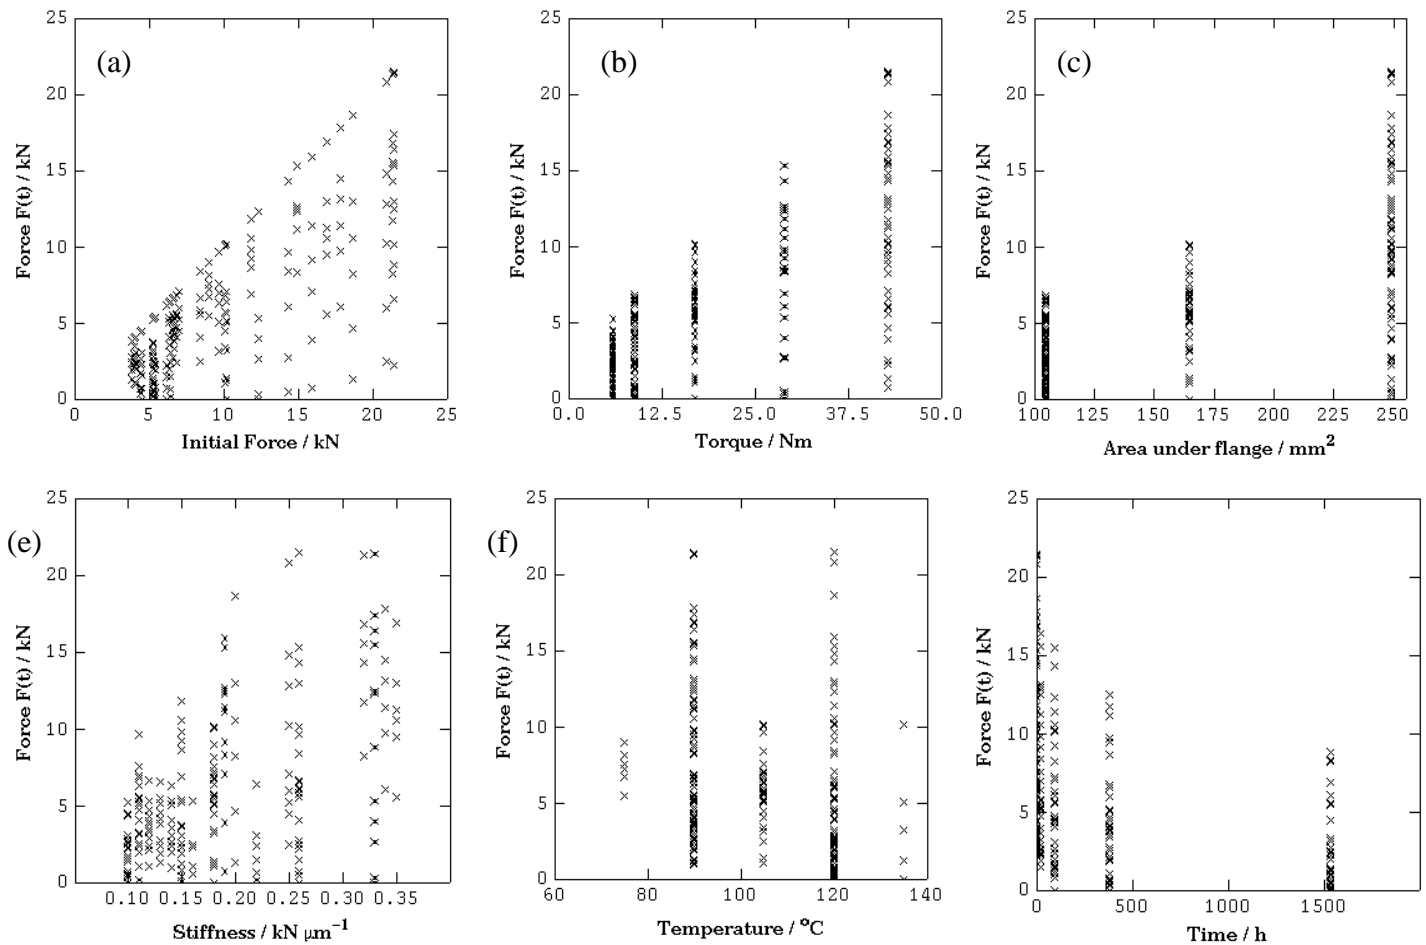 (a)
Force F(t) / kN
25
20
15
10
5
0
0 5 10 15 20 25
Initial Force / kN
(b)
Force F(t) / kN
25
20
15
10
5
0
0.0 12.5 25.0 37.5 50.0
Torque / Nm
(c)
Force F(t) / kN
25
20
15
10
5
0
100 125 150 175 200 225 250
Area under flange / mm²
(e)
Force F(t) / kN
25
20
15
10
5
0
0.10 0.15 0.20 0.25 0.30 0.35
Stiffness / kN μm⁻¹
(f)
Force F(t) / kN
25
20
15
10
5
0
60 80 100 120 140
Temperature / °C
Force F(t) / kN
25
20
15
10
5
0
0 500 1000 1500
Time / h